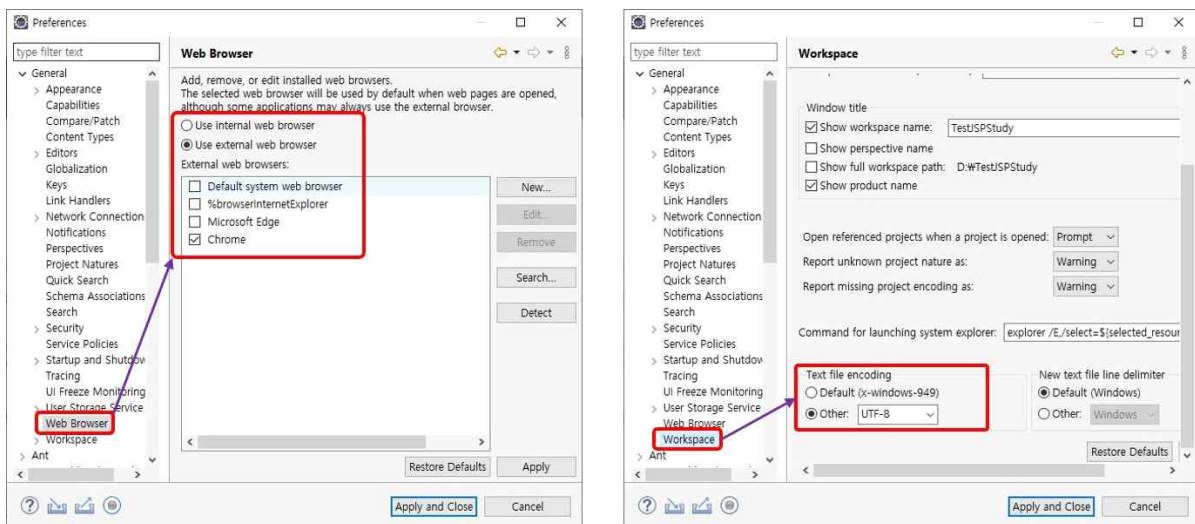 Preferences
type filter text
General
Appearance
Capabilities
Compare/Patch
Content Types
Editors
Globalization
Keys
Link Handlers
Network Connection
Notifications
Perspectives
Project Natures
Quick Search
Schema Associations
Search
Security
Service Policies
Startup and Shutdow
Tracing
UI Freeze Monitoring
User Storage Service
Web Browser
Workspace
Ant
Web Browser
Add, remove, or edit installed web browsers.
The selected web browser will be used by default when web pages are opened,
although some applications may always use the external browser.
Use internal web browser
Use external web browser
External web browsers:
Default system web browser
%browserInternetExplorer
Microsoft Edge
Chrome
New...
Edit...
Remove
Search...
Detect
Restore Defaults
Apply
Apply and Close
Cancel
Preferences
type filter text
General
Appearance
Capabilities
Compare/Patch
Content Types
Editors
Globalization
Keys
Link Handlers
Network Connection
Notifications
Perspectives
Project Natures
Quick Search
Schema Associations
Search
Security
Service Policies
Startup and Shutdow
Tracing
UI Freeze Monitoring
User Storage Service
Web Browser
Workspace
Ant
Workspace
Window title
Show workspace name: TestJSPStudy
Show perspective name
Show full workspace path: D:₩TestJSPStudy
Show product name
Open referenced projects when a project is opened: Prompt
Report unknown project nature as: Warning
Report missing project encoding as: Warning
Command for launching system explorer: explorer /E,/select=${selected_resour
Text file encoding
Default (x-windows-949)
Other: UTF-8
New text file line delimiter
Default (Windows)
Other: Windows
Restore Defaults
Apply and Close
Cancel